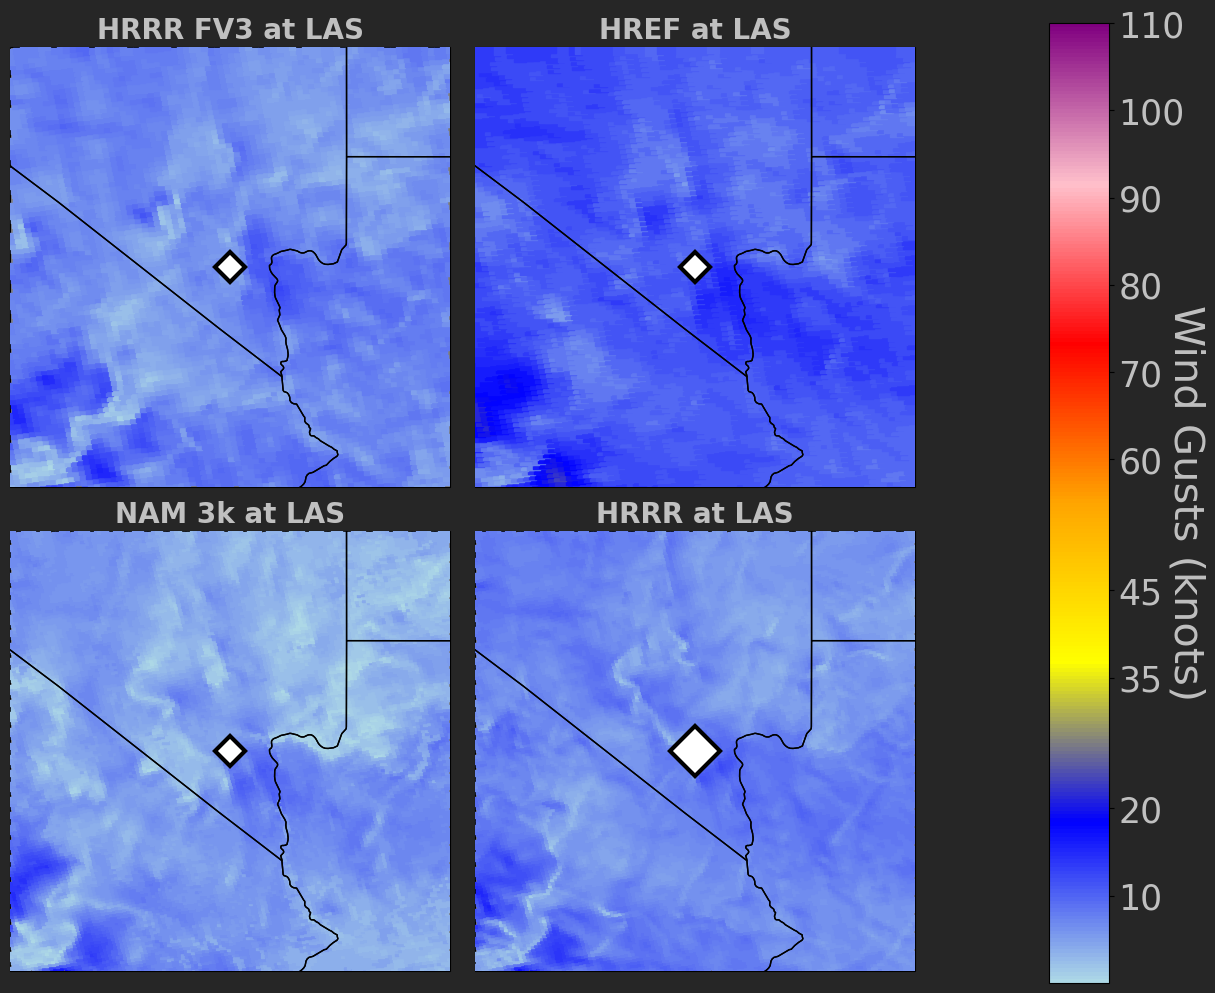 HRRR FV3 at LAS
HREF at LAS
NAM 3k at LAS
HRRR at LAS
110
100
90
80
70
60
45
35
20
10
Wind Gusts (knots)